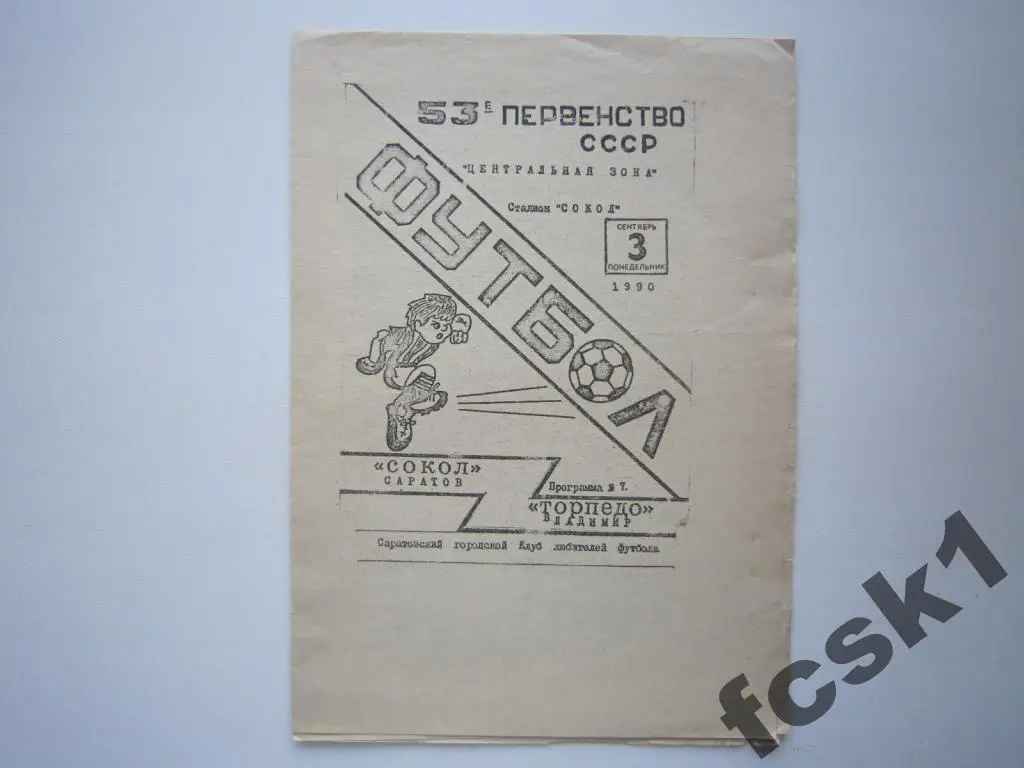 53Е ПЕРВЕНСТВО
СССР
"ЦЕНТРАЛЬНАЯ ЗОНА"
Стадион "СОКОЛ"
СЕНТЯБРЬ
3
ПОНЕДЕЛЬНИК
1990
ФУТБОЛ
«СОКОЛ»
САРАТОВ
Программа № 7.
«ТОРПЕДО»
ВЛАДИМИР
Саратовский городской Клуб любителей футбола
fcsk1